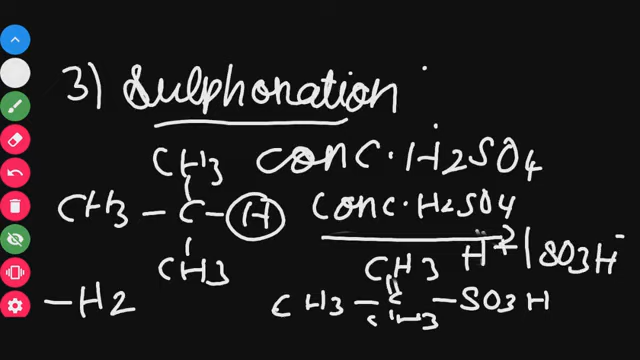 3) Sulphonation
CH3 conc. H2SO4
CH3 – C – H conc. H2SO4
CH3 CH3 SO3H
– H2 CH3 – C – SO3H
CH3